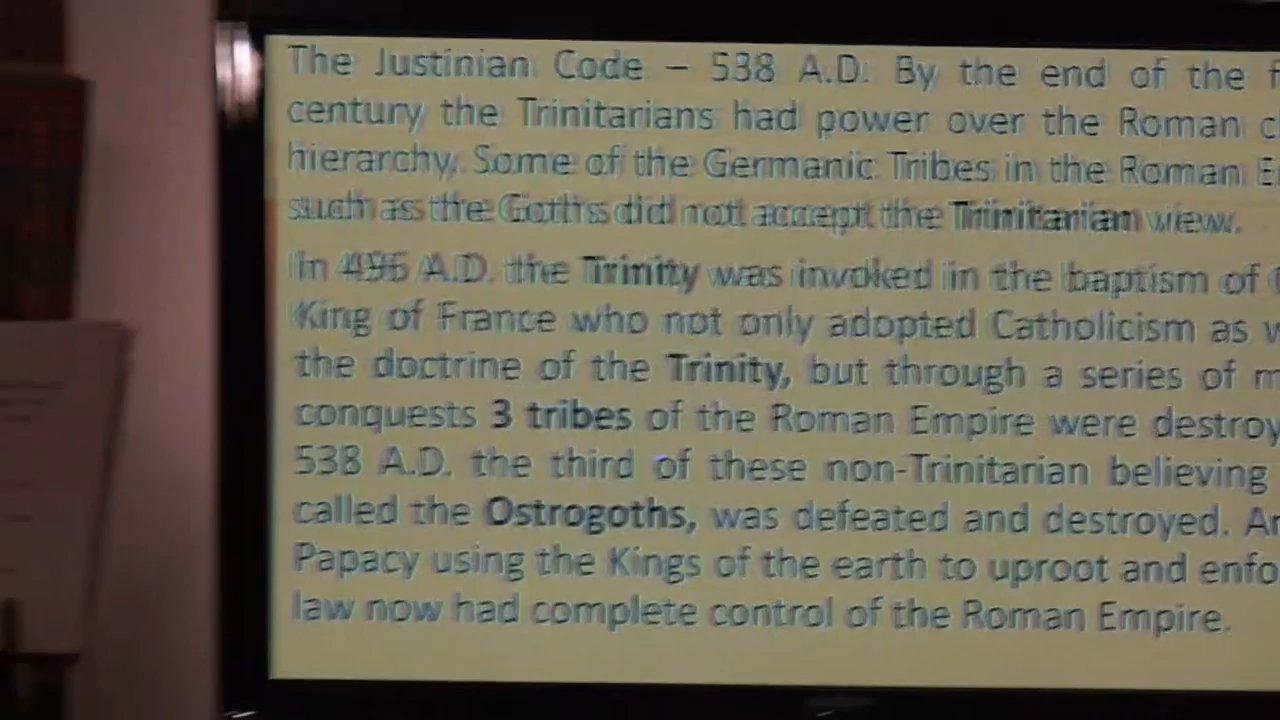 The Justinian Code – 538 A.D. By the end of the
century the Trinitarians had power over the Roman
hierarchy. Some of the Germanic Tribes in the Roman
such as the Goths did not accept the Trinitarian view.
In 496 A.D. the Trinity was invoked in the baptism of
King of France who not only adopted Catholicism as
the doctrine of the Trinity, but through a series of
conquests 3 tribes of the Roman Empire were
538 A.D. the third of these non-Trinitarian believing
called the Ostrogoths, was defeated and destroyed.
Papacy using the Kings of the earth to uproot and
law now had complete control of the Roman Empire.